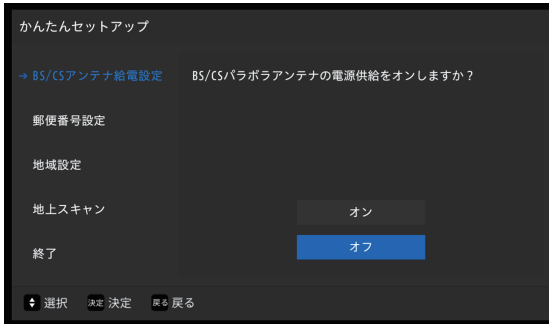 かんたんセットアップ
→ BS/CSアンテナ給電設定
BS/CSパラボラアンテナの電源供給をオンしますか？
郵便番号設定
地域設定
地上スキャン
終了
オン
オフ
選択 決定 決定 戻る 戻る